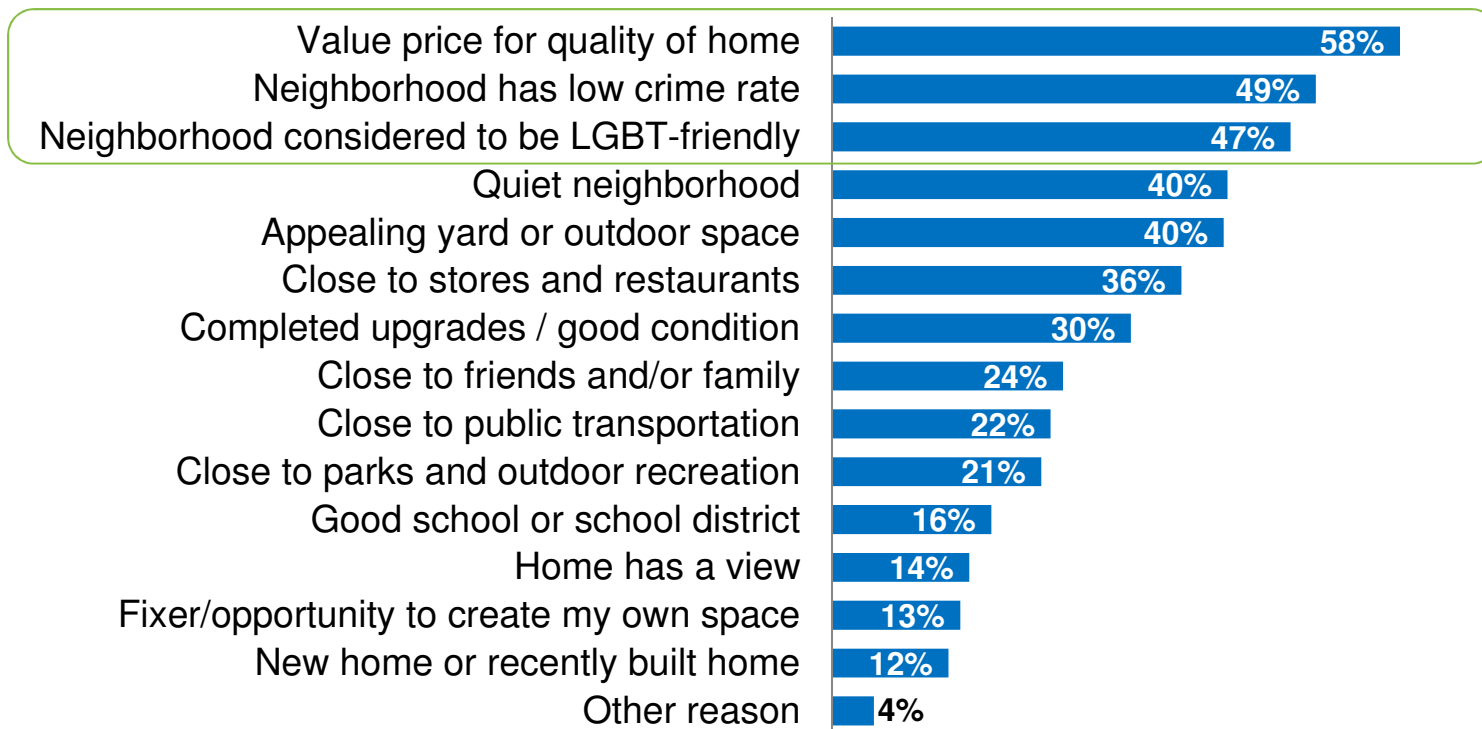 Value price for quality of home 58%
Neighborhood has low crime rate 49%
Neighborhood considered to be LGBT-friendly 47%
Quiet neighborhood 40%
Appealing yard or outdoor space 40%
Close to stores and restaurants 36%
Completed upgrades / good condition 30%
Close to friends and/or family 24%
Close to public transportation 22%
Close to parks and outdoor recreation 21%
Good school or school district 16%
Home has a view 14%
Fixer/opportunity to create my own space 13%
New home or recently built home 12%
Other reason 4%